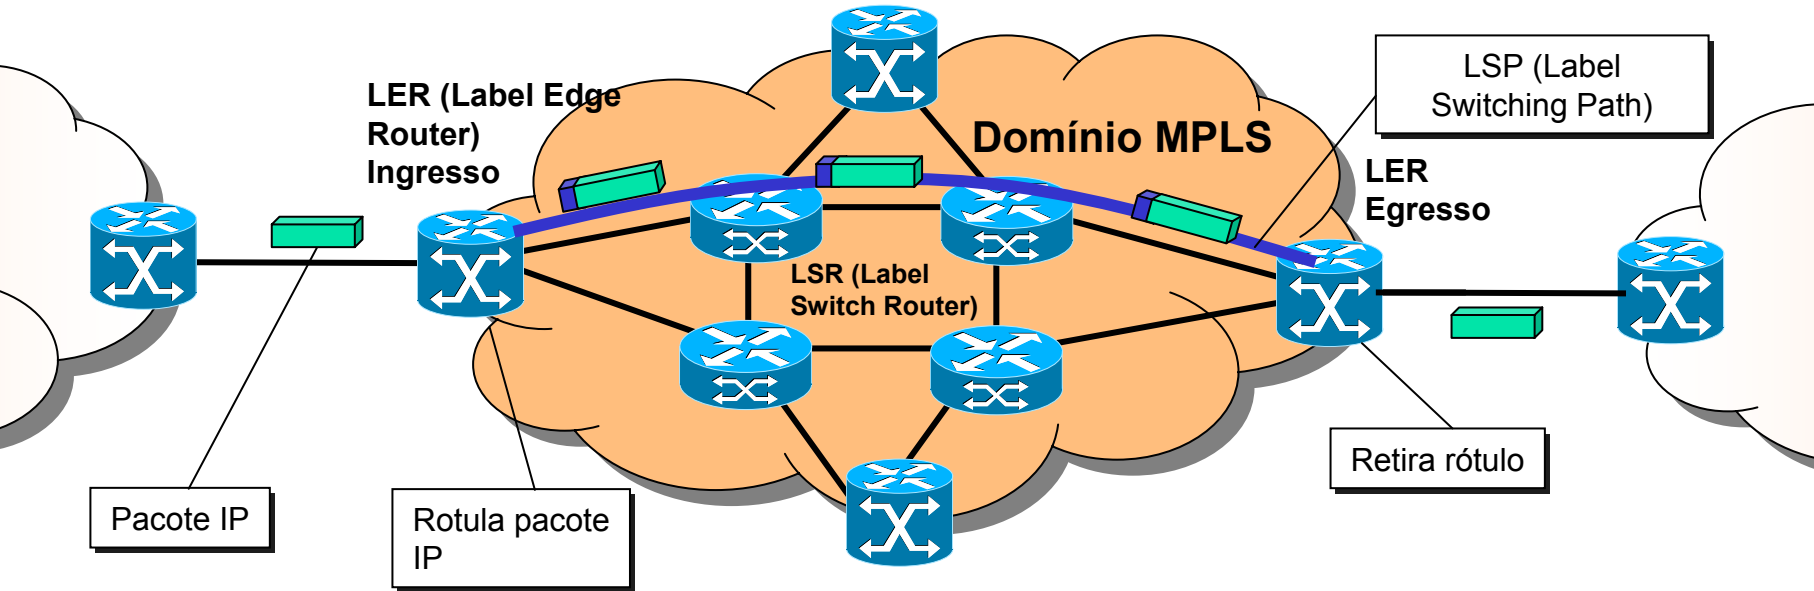 LER (Label Edge
Router)
Ingresso
Domínio MPLS
LSP (Label
Switching Path)
LER
Egresso
LSR (Label
Switch Router)
Pacote IP
Rotula pacote
IP
Retira rótulo